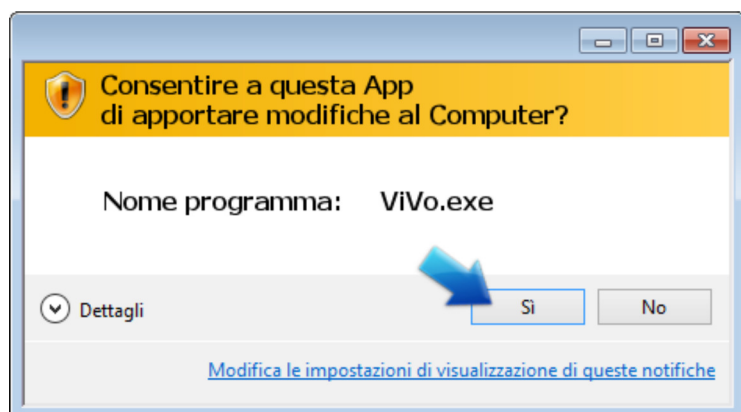 Consentire a questa App
di apportare modifiche al Computer?
Nome programma: ViVo.exe
Dettagli
Sì
No
Modifica le impostazioni di visualizzazione di queste notifiche